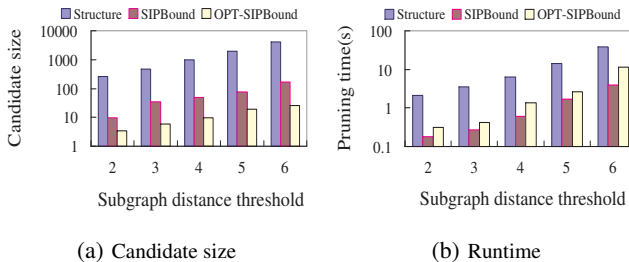 Structure SIPBound OPT-SIPBound
Candidate size
10000
1000
100
10
1
2 3 4 5 6
Subgraph distance threshold
(a) Candidate size
Structure SIPBound OPT-SIPBound
Pruning time(s)
100
10
1
0.1
2 3 4 5 6
Subgraph distance threshold
(b) Runtime